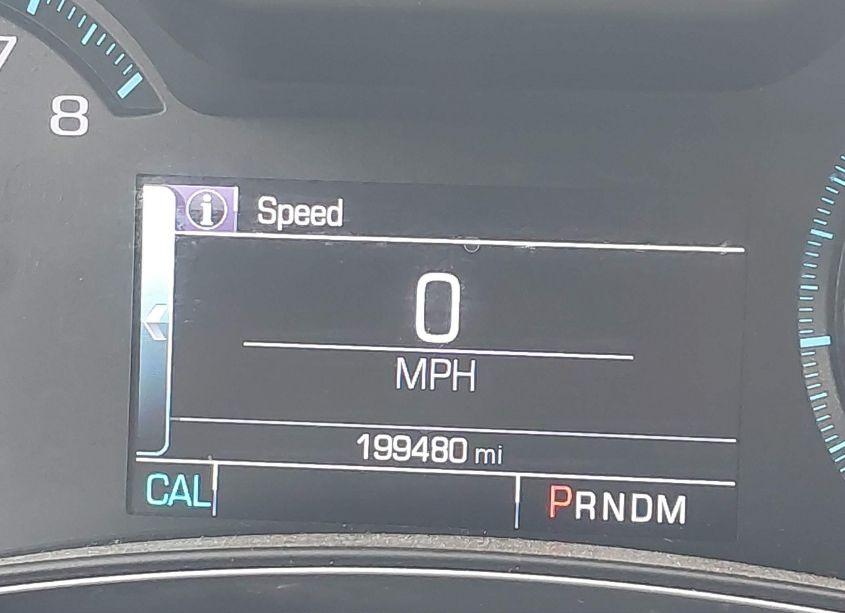 8
i Speed
0
MPH
199480 mi
CAL PRNDM